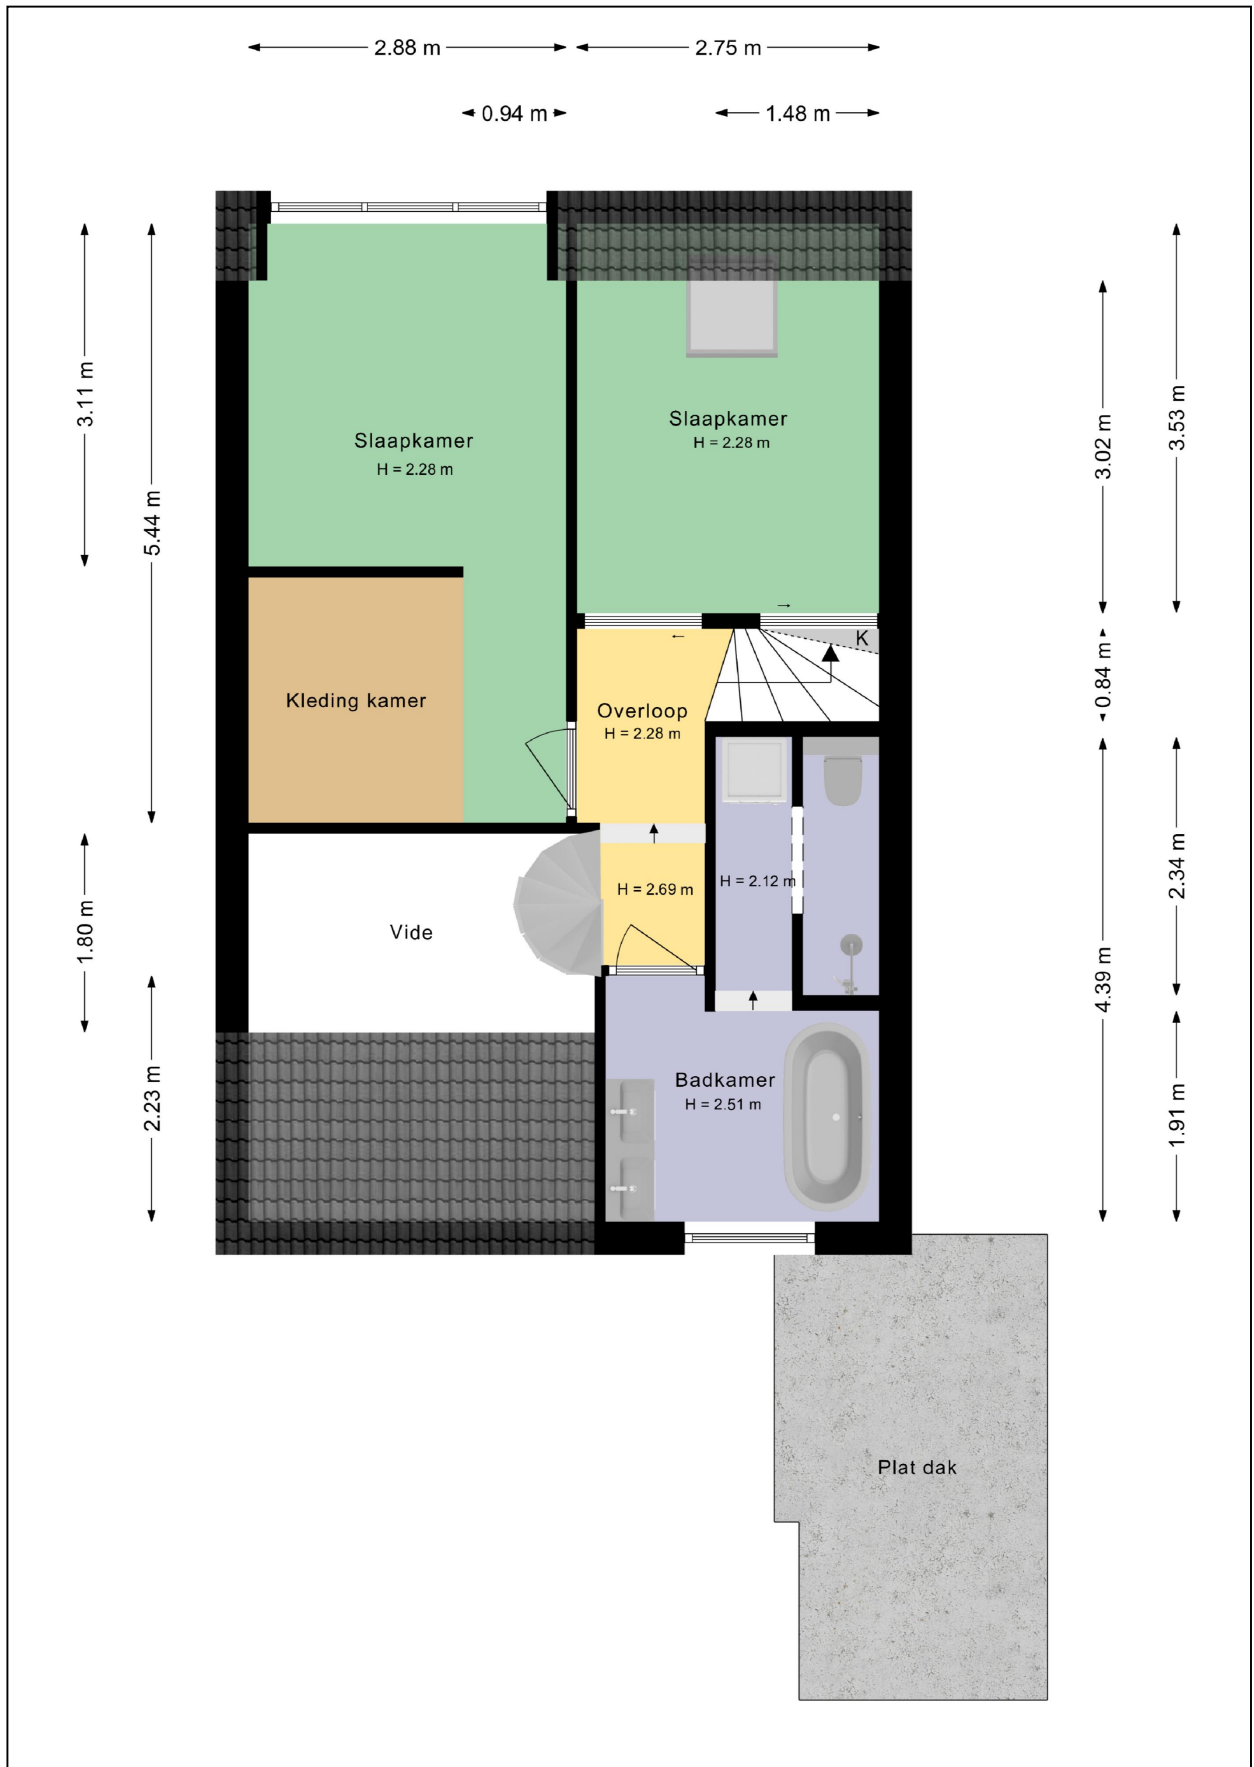 2.88 m
2.75 m
0.94 m
1.48 m
3.11 m
5.44 m
3.02 m
3.53 m
Slaapkamer
H = 2.28 m
Slaapkamer
H = 2.28 m
K
0.84 m
Kleding kamer
Overloop
H = 2.28 m
H = 2.69 m
H = 2.12 m
2.34 m
1.80 m
Vide
4.39 m
2.23 m
Badkamer
H = 2.51 m
1.91 m
Plat dak